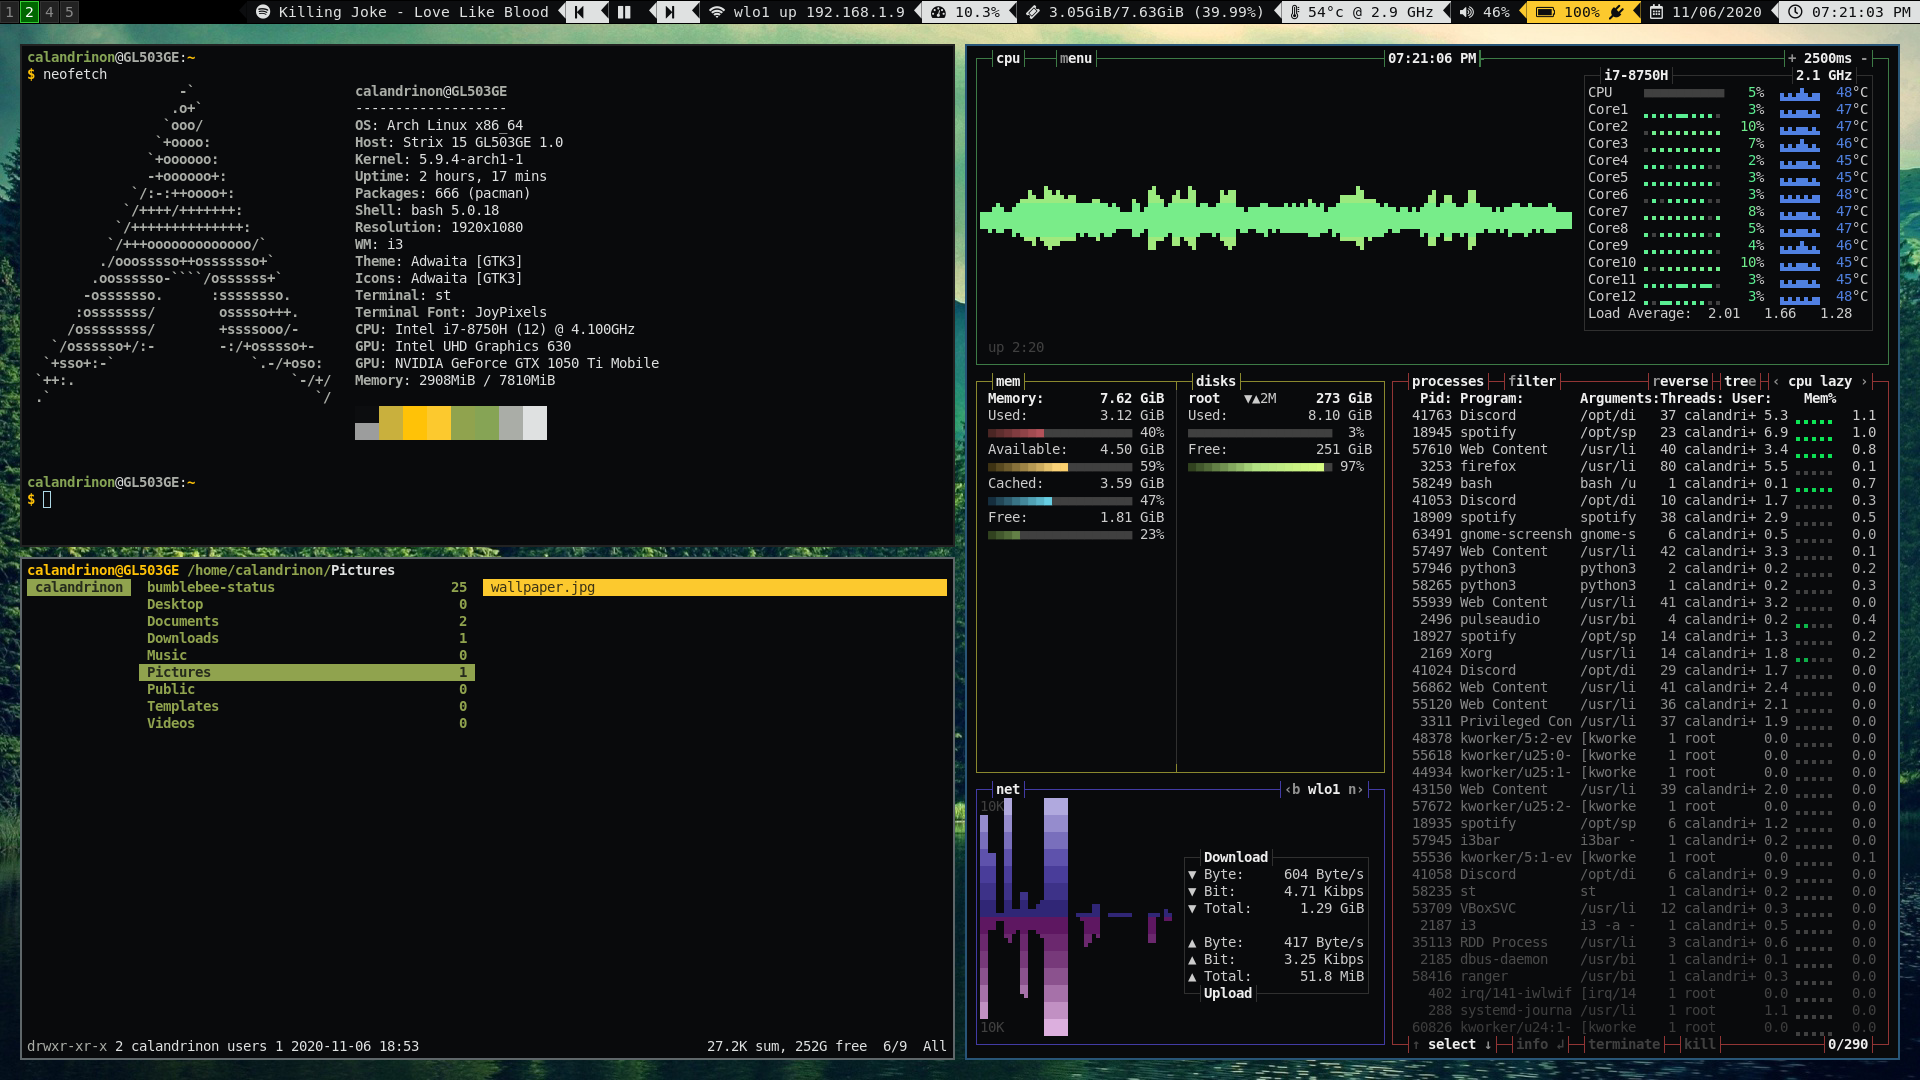 1 2 4 5
Killing Joke - Love Like Blood
wlo1 up 192.168.1.9
10.3%
3.05GiB/7.63GiB (39.99%)
54°c @ 2.9 GHz
46%
100%
11/06/2020
07:21:03 PM
calandrinon@GL503GE:~
$ neofetch
-`
.o+`
`ooo/
`+oooo:
`+oooooo:
-+oooooo+:
`/:-:++oooo+:
`/++++/+++++++:
`/++++++++++++++:
`/+++ooooooooooooo/`
./ooosssso++osssssso+`
.oossssso-````/ossssss+`
-osssssso.      :ssssssso.
:osssssss/        osssso+++.
/ossssssss/        +ssssooo/-
`/ossssso+/:-        -:/+osssso+-
`+sso+:-`                 `.-/+oso:
`++:.                           `-/+/
.`                                 `/
calandrinon@GL503GE
-------------------
OS: Arch Linux x86_64
Host: Strix 15 GL503GE 1.0
Kernel: 5.9.4-arch1-1
Uptime: 2 hours, 17 mins
Packages: 666 (pacman)
Shell: bash 5.0.18
Resolution: 1920x1080
WM: i3
Theme: Adwaita [GTK3]
Icons: Adwaita [GTK3]
Terminal: st
Terminal Font: JoyPixels
CPU: Intel i7-8750H (12) @ 4.100GHz
GPU: Intel UHD Graphics 630
GPU: NVIDIA GeForce GTX 1050 Ti Mobile
Memory: 2908MiB / 7810MiB
calandrinon@GL503GE:~
$
calandrinon@GL503GE /home/calandrinon/Pictures
calandrinon
bumblebee-status 25
Desktop 0
Documents 2
Downloads 1
Music 0
Pictures 1
Public 0
Templates 0
Videos 0
wallpaper.jpg
drwxr-xr-x 2 calandrinon users 1 2020-11-06 18:53
27.2K sum, 252G free  6/9  All
cpu menu 07:21:06 PM + 2500ms -
i7-8750H 2.1 GHz
CPU 5% 48°C
Core1 3% 47°C
Core2 10% 47°C
Core3 7% 46°C
Core4 2% 45°C
Core5 3% 45°C
Core6 3% 48°C
Core7 8% 47°C
Core8 5% 47°C
Core9 4% 46°C
Core10 10% 45°C
Core11 3% 45°C
Core12 3% 48°C
Load Average: 2.01 1.66 1.28
up 2:20
mem
Memory: 7.62 GiB
Used: 3.12 GiB
40%
Available: 4.50 GiB
59%
Cached: 3.59 GiB
47%
Free: 1.81 GiB
23%
disks
root ▼▲2M 273 GiB
Used: 8.10 GiB
3%
Free: 251 GiB
97%
net ‹b wlo1 n›
10K
10K
Download
▼ Byte: 604 Byte/s
▼ Bit: 4.71 Kibps
▼ Total: 1.29 GiB
▲ Byte: 417 Byte/s
▲ Bit: 3.25 Kibps
▲ Total: 51.8 MiB
Upload
processes filter reverse tree ‹ cpu lazy ›
Pid: Program: Arguments:Threads: User: Mem%
41763 Discord /opt/di 37 calandri+ 5.3 1.1
18945 spotify /opt/sp 23 calandri+ 6.9 1.0
57610 Web Content /usr/li 40 calandri+ 3.4 0.8
3253 firefox /usr/li 80 calandri+ 5.5 0.1
58249 bash bash /u 1 calandri+ 0.1 0.7
41053 Discord /opt/di 10 calandri+ 1.7 0.3
18909 spotify spotify 38 calandri+ 2.9 0.5
63491 gnome-screensh gnome-s 6 calandri+ 0.5 0.0
57497 Web Content /usr/li 42 calandri+ 3.3 0.1
57946 python3 python3 2 calandri+ 0.2 0.2
58265 python3 python3 1 calandri+ 0.2 0.3
55939 Web Content /usr/li 41 calandri+ 3.2 0.0
2496 pulseaudio /usr/bi 4 calandri+ 0.2 0.4
18927 spotify /opt/sp 14 calandri+ 1.3 0.2
2169 Xorg /usr/li 14 calandri+ 1.8 0.2
41024 Discord /opt/di 29 calandri+ 1.7 0.0
56862 Web Content /usr/li 41 calandri+ 2.4 0.0
55120 Web Content /usr/li 36 calandri+ 2.1 0.0
3311 Privileged Con /usr/li 37 calandri+ 1.9 0.0
48378 kworker/5:2-ev [kworke 1 root 0.0 0.0
55618 kworker/u25:0- [kworke 1 root 0.0 0.0
44934 kworker/u25:1- [kworke 1 root 0.0 0.0
43150 Web Content /usr/li 39 calandri+ 2.0 0.0
57672 kworker/u25:2- [kworke 1 root 0.0 0.0
18935 spotify /opt/sp 6 calandri+ 1.2 0.0
57945 i3bar i3bar - 1 calandri+ 0.2 0.0
55536 kworker/5:1-ev [kworke 1 root 0.0 0.1
41058 Discord /opt/di 6 calandri+ 0.9 0.0
58235 st st 1 calandri+ 0.2 0.0
53709 VBoxSVC /usr/li 12 calandri+ 0.3 0.0
2187 i3 i3 -a - 1 calandri+ 0.5 0.0
35113 RDD Process /usr/li 3 calandri+ 0.6 0.0
2185 dbus-daemon /usr/bi 1 calandri+ 0.1 0.0
58416 ranger /usr/bi 1 calandri+ 0.3 0.0
402 irq/141-iwlwif [irq/14 1 root 0.0 0.0
288 systemd-journa /usr/li 1 root 1.1 0.0
60826 kworker/u24:1- [kworke 1 root 0.0 0.0
↑ select ↓ info ↲ terminate kill 0/290